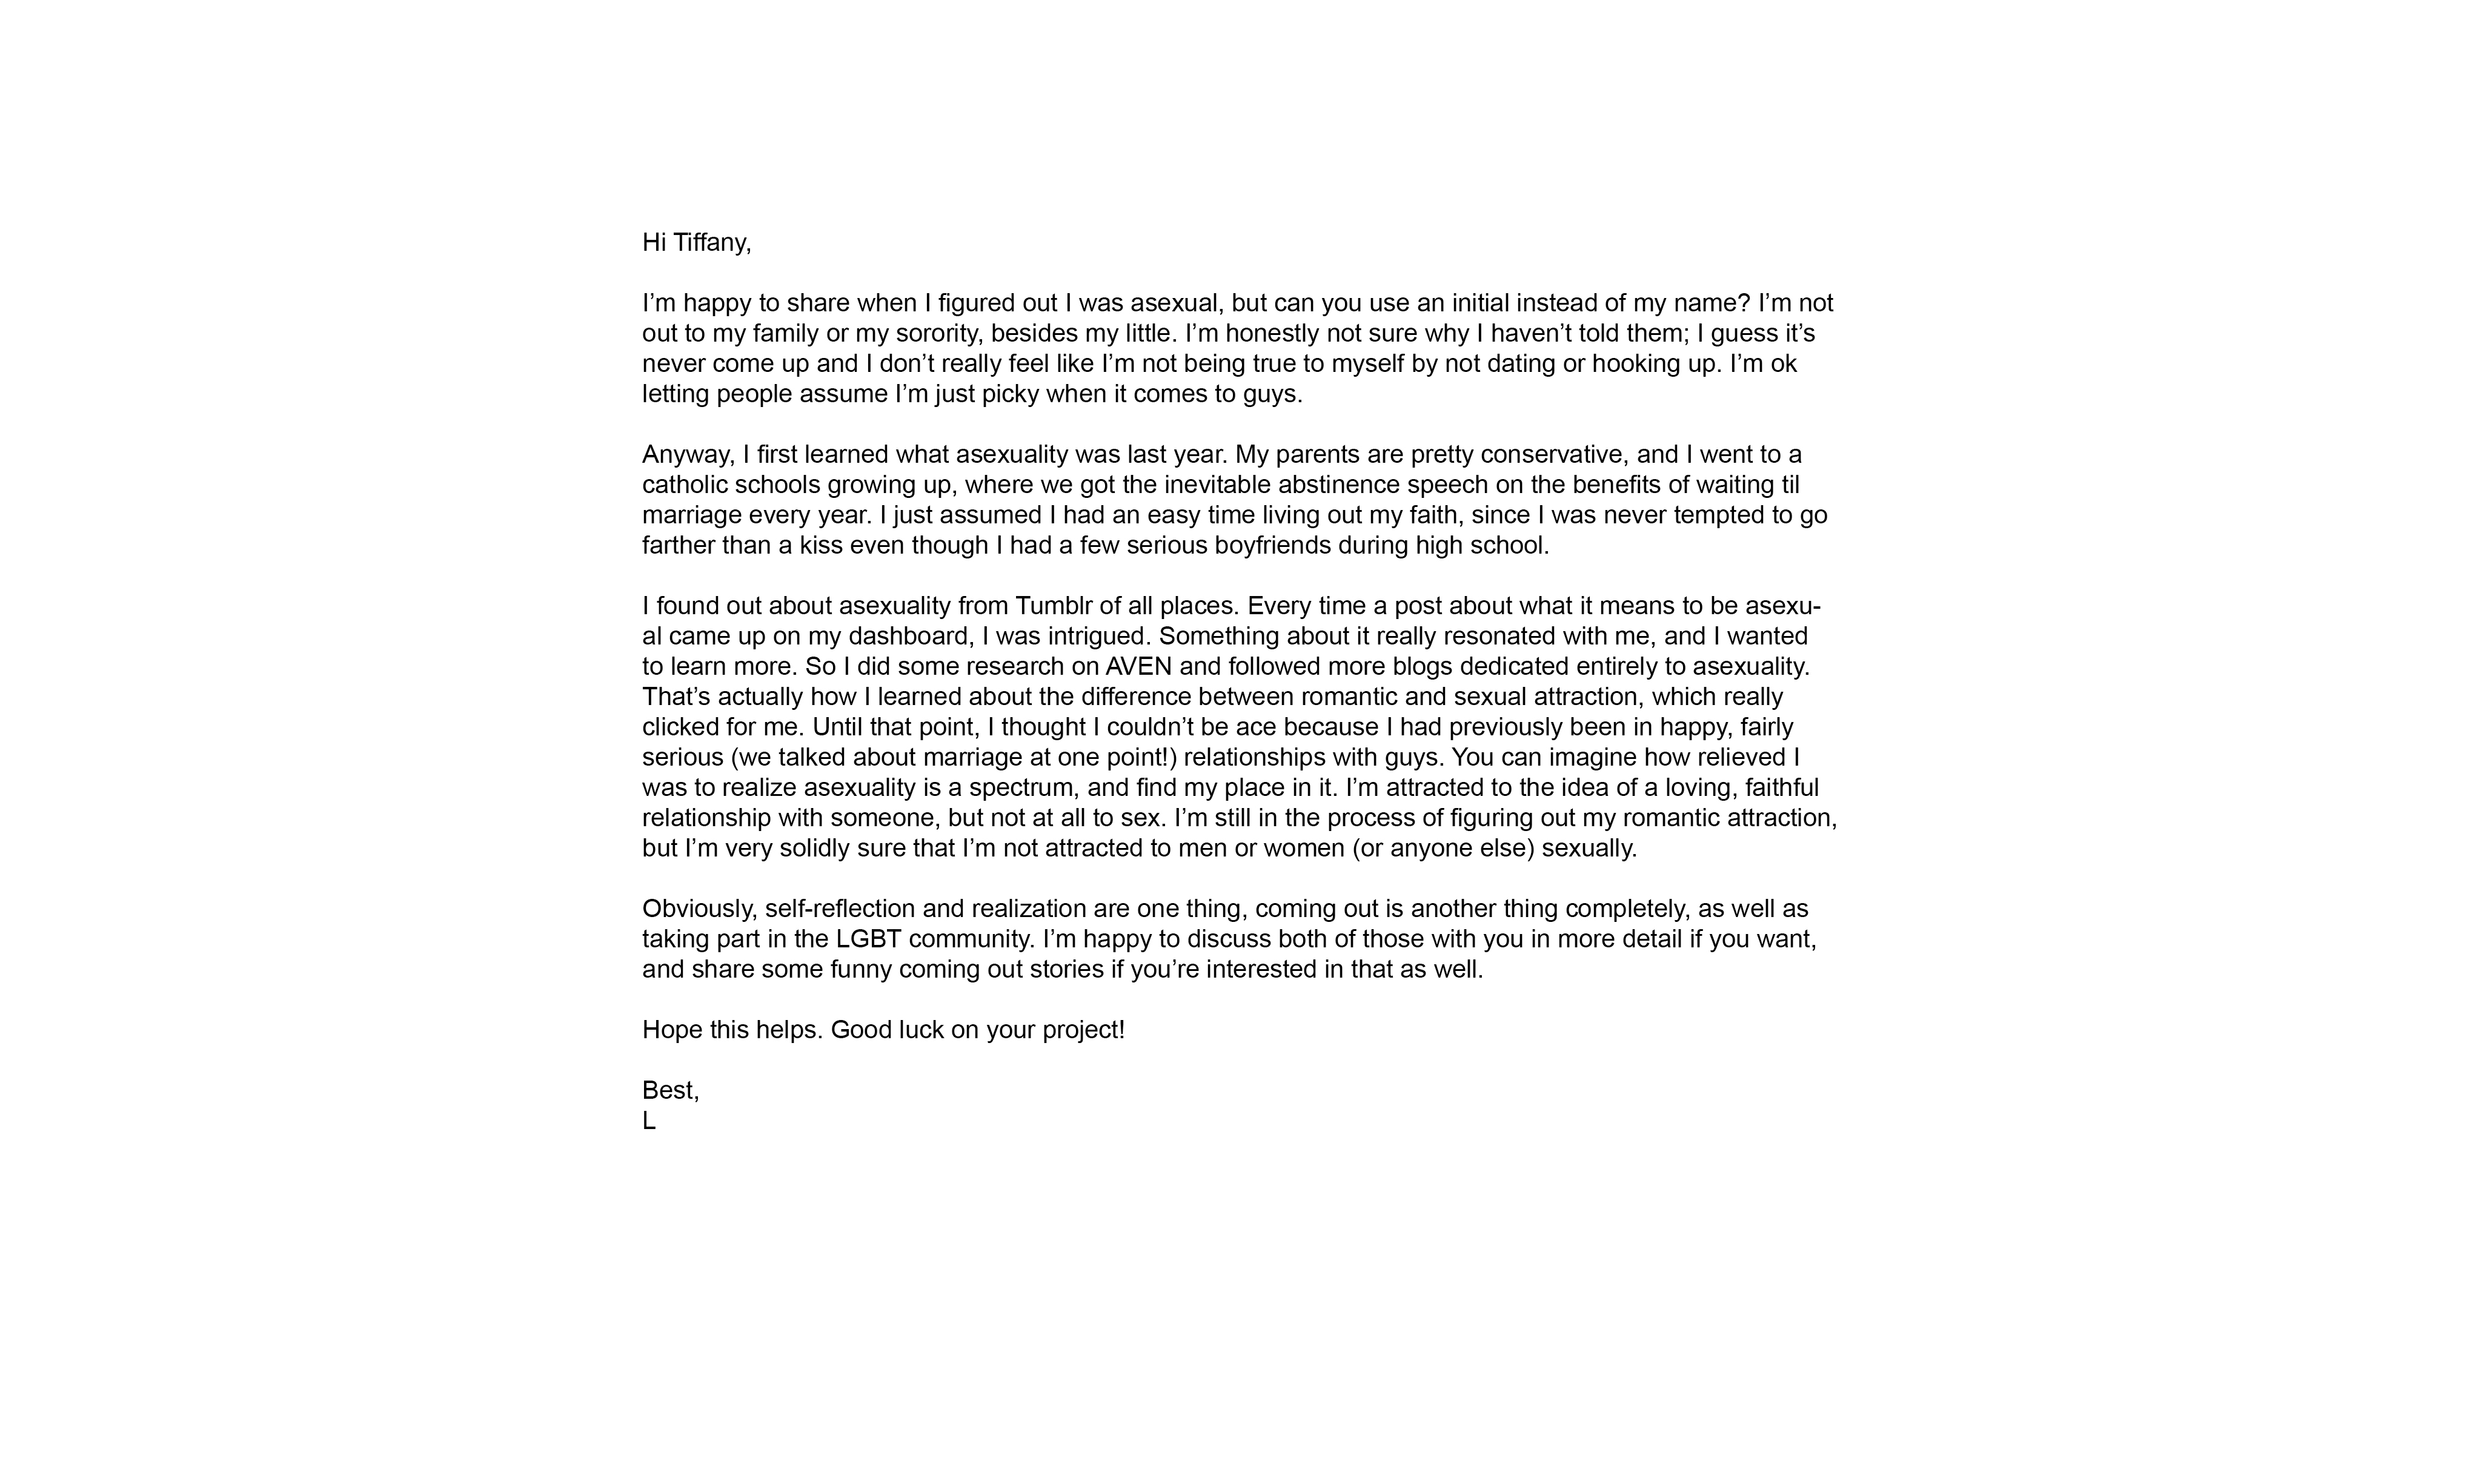 Hi Tiffany,
I’m happy to share when I figured out I was asexual, but can you use an initial instead of my name? I’m not
out to my family or my sorority, besides my little. I’m honestly not sure why I haven’t told them; I guess it’s
never come up and I don’t really feel like I’m not being true to myself by not dating or hooking up. I’m ok
letting people assume I’m just picky when it comes to guys.
Anyway, I first learned what asexuality was last year. My parents are pretty conservative, and I went to a
catholic schools growing up, where we got the inevitable abstinence speech on the benefits of waiting til
marriage every year. I just assumed I had an easy time living out my faith, since I was never tempted to go
farther than a kiss even though I had a few serious boyfriends during high school.
I found out about asexuality from Tumblr of all places. Every time a post about what it means to be asexu-
al came up on my dashboard, I was intrigued. Something about it really resonated with me, and I wanted
to learn more. So I did some research on AVEN and followed more blogs dedicated entirely to asexuality.
That’s actually how I learned about the difference between romantic and sexual attraction, which really
clicked for me. Until that point, I thought I couldn’t be ace because I had previously been in happy, fairly
serious (we talked about marriage at one point!) relationships with guys. You can imagine how relieved I
was to realize asexuality is a spectrum, and find my place in it. I’m attracted to the idea of a loving, faithful
relationship with someone, but not at all to sex. I’m still in the process of figuring out my romantic attraction,
but I’m very solidly sure that I’m not attracted to men or women (or anyone else) sexually.
Obviously, self-reflection and realization are one thing, coming out is another thing completely, as well as
taking part in the LGBT community. I’m happy to discuss both of those with you in more detail if you want,
and share some funny coming out stories if you’re interested in that as well.
Hope this helps. Good luck on your project!
Best,
L